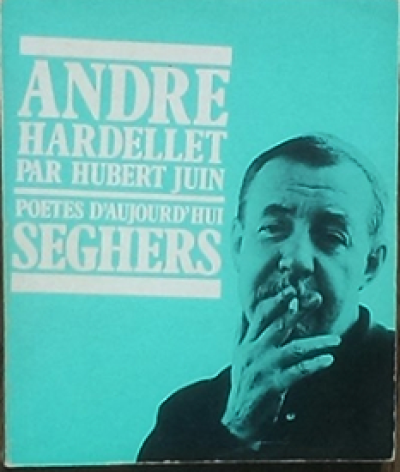 ANDRE
HARDELLET
PAR HUBERT JUIN
POETES D'AUJOURD'HUI
SEGHERS